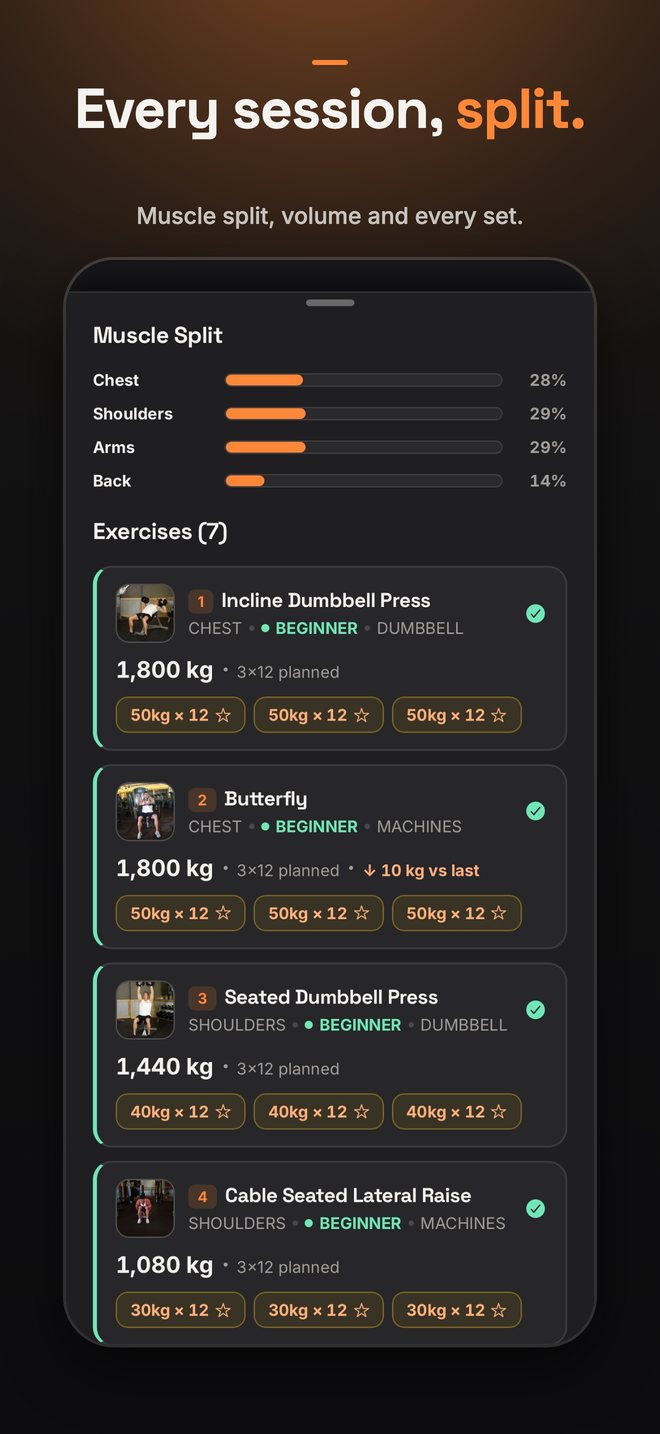 Every session, split.
Muscle split, volume and every set.
Muscle Split
Chest 28%
Shoulders 29%
Arms 29%
Back 14%
Exercises (7)
1 Incline Dumbbell Press
CHEST • BEGINNER • DUMBBELL
1,800 kg • 3×12 planned
50kg × 12 ☆ 50kg × 12 ☆ 50kg × 12 ☆
2 Butterfly
CHEST • BEGINNER • MACHINES
1,800 kg • 3×12 planned • ↓ 10 kg vs last
50kg × 12 ☆ 50kg × 12 ☆ 50kg × 12 ☆
3 Seated Dumbbell Press
SHOULDERS • BEGINNER • DUMBBELL
1,440 kg • 3×12 planned
40kg × 12 ☆ 40kg × 12 ☆ 40kg × 12 ☆
4 Cable Seated Lateral Raise
SHOULDERS • BEGINNER • MACHINES
1,080 kg • 3×12 planned
30kg × 12 ☆ 30kg × 12 ☆ 30kg × 12 ☆